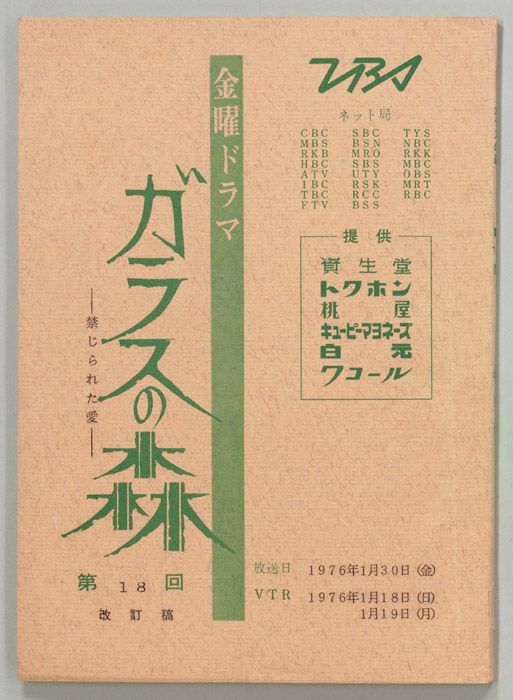 TBS
ネット局
CBC SBC TYS
MBS BSN NBC
RKB MRO RKK
HBC SBS MBC
ATV UTY OBS
IBC RSK MRT
TBC RCC RBC
FTV BSS
提供
資生堂
トクホン
桃屋
キューピーマヨネーズ
白元
ワコール
金曜ドラマ
ガラスの森
―禁じられた愛―
第18回
改訂稿
放送日 1976年1月30日(金)
VTR 1976年1月18日(日)
1月19日(月)